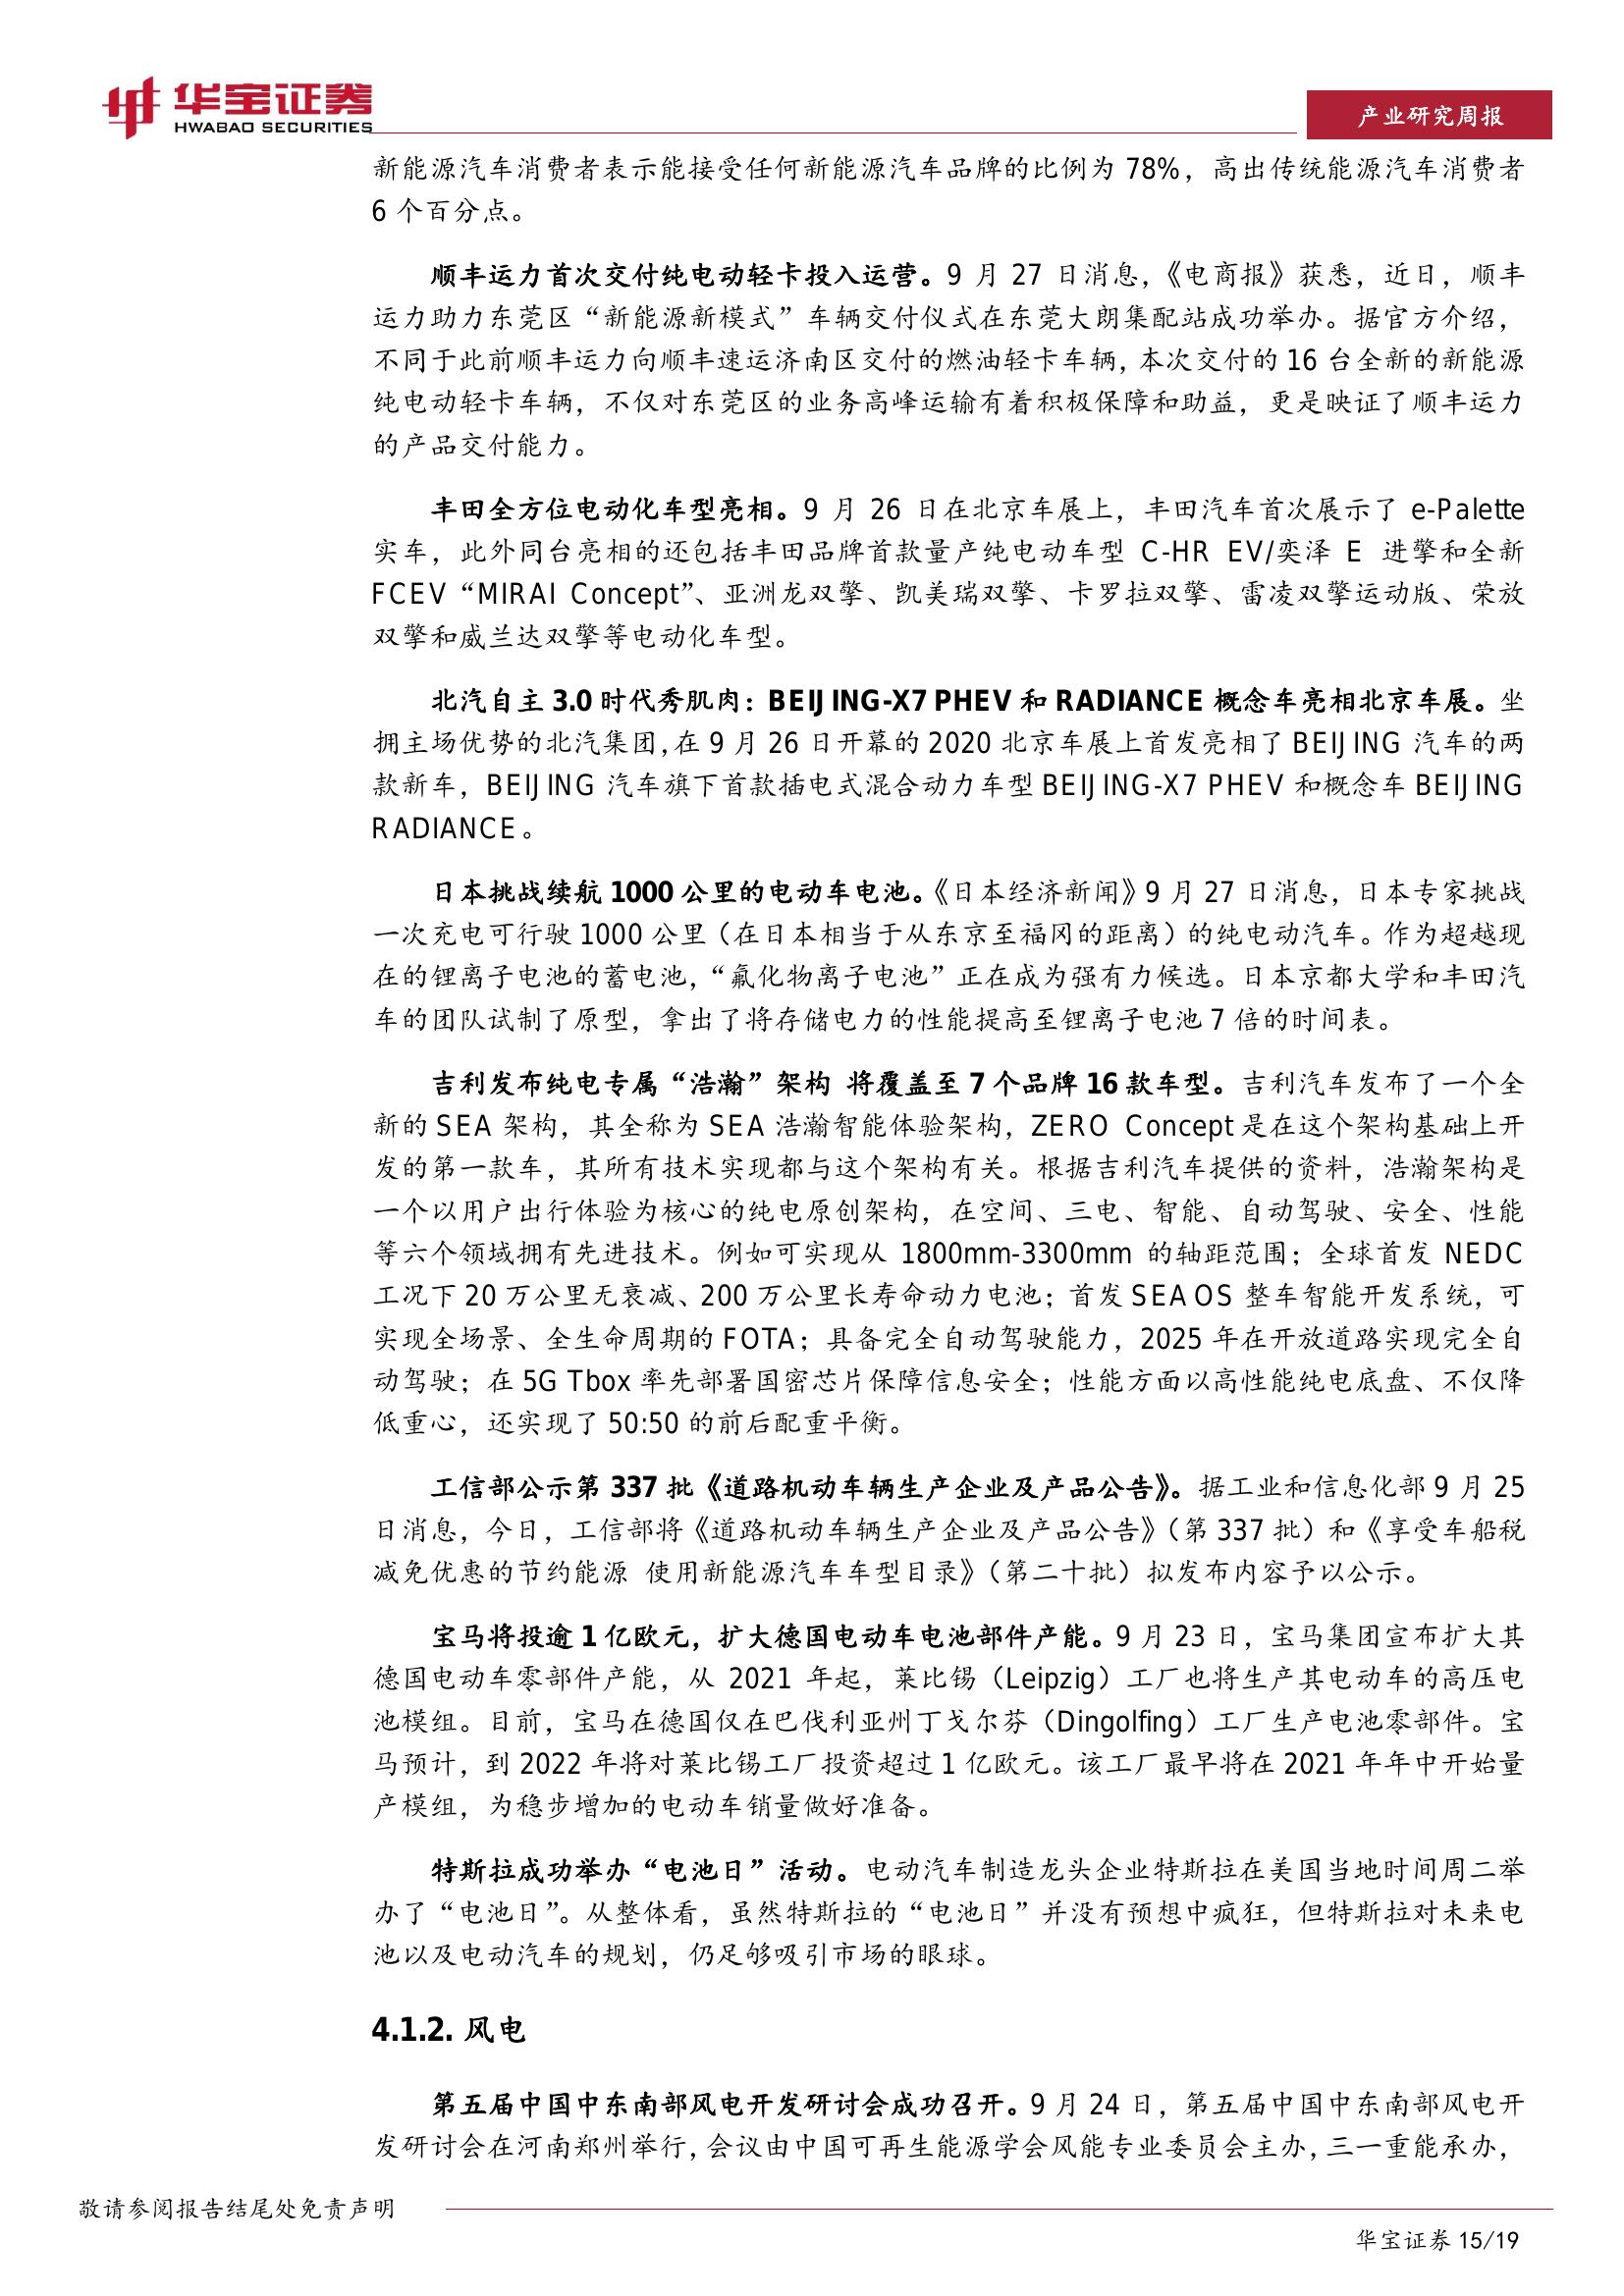 华宝证券
HWABAO SECURITIES
产业研究周报
新能源汽车消费者表示能接受任何新能源汽车品牌的比例为 78%，高出传统能源汽车消费者
6 个百分点。
顺丰运力首次交付纯电动轻卡投入运营。9 月 27 日消息，《电商报》获悉，近日，顺丰
运力助力东莞区“新能源新模式”车辆交付仪式在东莞大朗集配站成功举办。据官方介绍，
不同于此前顺丰运力向顺丰速运济南区交付的燃油轻卡车辆，本次交付的 16 台全新的新能源
纯电动轻卡车辆，不仅对东莞区的业务高峰运输有着积极保障和助益，更是映证了顺丰运力
的产品交付能力。
丰田全方位电动化车型亮相。9 月 26 日在北京车展上，丰田汽车首次展示了 e-Palette
实车，此外同台亮相的还包括丰田品牌首款量产纯电动车型 C-HR EV/奕泽 E 进擎和全新
FCEV“MIRAI Concept”、亚洲龙双擎、凯美瑞双擎、卡罗拉双擎、雷凌双擎运动版、荣放
双擎和威兰达双擎等电动化车型。
北汽自主 3.0 时代秀肌肉：BEIJING-X7 PHEV 和 RADIANCE 概念车亮相北京车展。坐
拥主场优势的北汽集团，在 9 月 26 日开幕的 2020 北京车展上首发亮相了 BEIJING 汽车的两
款新车，BEIJING 汽车旗下首款插电式混合动力车型 BEIJING-X7 PHEV 和概念车 BEIJING
RADIANCE。
日本挑战续航 1000 公里的电动车电池。《日本经济新闻》9 月 27 日消息，日本专家挑战
一次充电可行驶 1000 公里（在日本相当于从东京至福冈的距离）的纯电动汽车。作为超越现
在的锂离子电池的蓄电池，“氟化物离子电池”正在成为强有力候选。日本京都大学和丰田汽
车的团队试制了原型，拿出了将存储电力的性能提高至锂离子电池 7 倍的时间表。
吉利发布纯电专属“浩瀚”架构 将覆盖至 7 个品牌 16 款车型。吉利汽车发布了一个全
新的 SEA 架构，其全称为 SEA 浩瀚智能体验架构，ZERO Concept 是在这个架构基础上开
发的第一款车，其所有技术实现都与这个架构有关。根据吉利汽车提供的资料，浩瀚架构是
一个以用户出行体验为核心的纯电原创架构，在空间、三电、智能、自动驾驶、安全、性能
等六个领域拥有先进技术。例如可实现从 1800mm-3300mm 的轴距范围；全球首发 NEDC
工况下 20 万公里无衰减、200 万公里长寿命动力电池；首发 SEA OS 整车智能开发系统，可
实现全场景、全生命周期的 FOTA；具备完全自动驾驶能力，2025 年在开放道路实现完全自
动驾驶；在 5G Tbox 率先部署国密芯片保障信息安全；性能方面以高性能纯电底盘、不仅降
低重心，还实现了 50:50 的前后配重平衡。
工信部公示第 337 批《道路机动车辆生产企业及产品公告》。据工业和信息化部 9 月 25
日消息，今日，工信部将《道路机动车辆生产企业及产品公告》（第 337 批）和《享受车船税
减免优惠的节约能源 使用新能源汽车车型目录》（第二十批）拟发布内容予以公示。
宝马将投逾 1 亿欧元，扩大德国电动车电池部件产能。9 月 23 日，宝马集团宣布扩大其
德国电动车零部件产能，从 2021 年起，莱比锡（Leipzig）工厂也将生产其电动车的高压电
池模组。目前，宝马在德国仅在巴伐利亚州丁戈尔芬（Dingolfing）工厂生产电池零部件。宝
马预计，到 2022 年将对莱比锡工厂投资超过 1 亿欧元。该工厂最早将在 2021 年年中开始量
产模组，为稳步增加的电动车销量做好准备。
特斯拉成功举办“电池日”活动。电动汽车制造龙头企业特斯拉在美国当地时间周二举
办了“电池日”。从整体看，虽然特斯拉的“电池日”并没有预想中疯狂，但特斯拉对未来电
池以及电动汽车的规划，仍足够吸引市场的眼球。
4.1.2. 风电
第五届中国中东南部风电开发研讨会成功召开。9 月 24 日，第五届中国中东南部风电开
发研讨会在河南郑州举行，会议由中国可再生能源学会风能专业委员会主办，三一重能承办，
敬请参阅报告结尾处免责声明
华宝证券 15/19